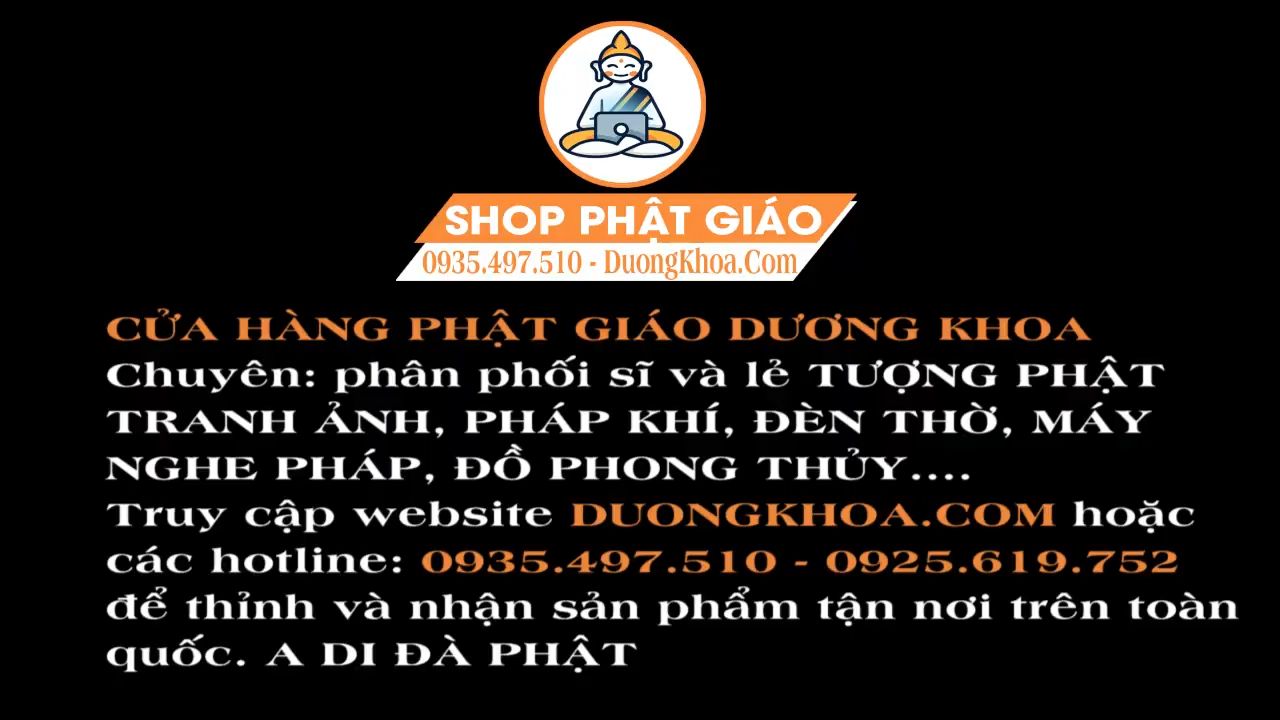 SHOP PHẬT GIÁO
0935.497.510 - DuongKhoa.Com
CỬA HÀNG PHẬT GIÁO DƯƠNG KHOA
Chuyên: phân phối sĩ và lẻ TƯỢNG PHẬT
TRANH ẢNH, PHÁP KHÍ, ĐÈN THỜ, MÁY
NGHE PHÁP, ĐỒ PHONG THỦY....
Truy cập website DUONGKHOA.COM hoặc
các hotline: 0935.497.510 - 0925.619.752
để thỉnh và nhận sản phẩm tận nơi trên toàn
quốc. A DI ĐÀ PHẬT